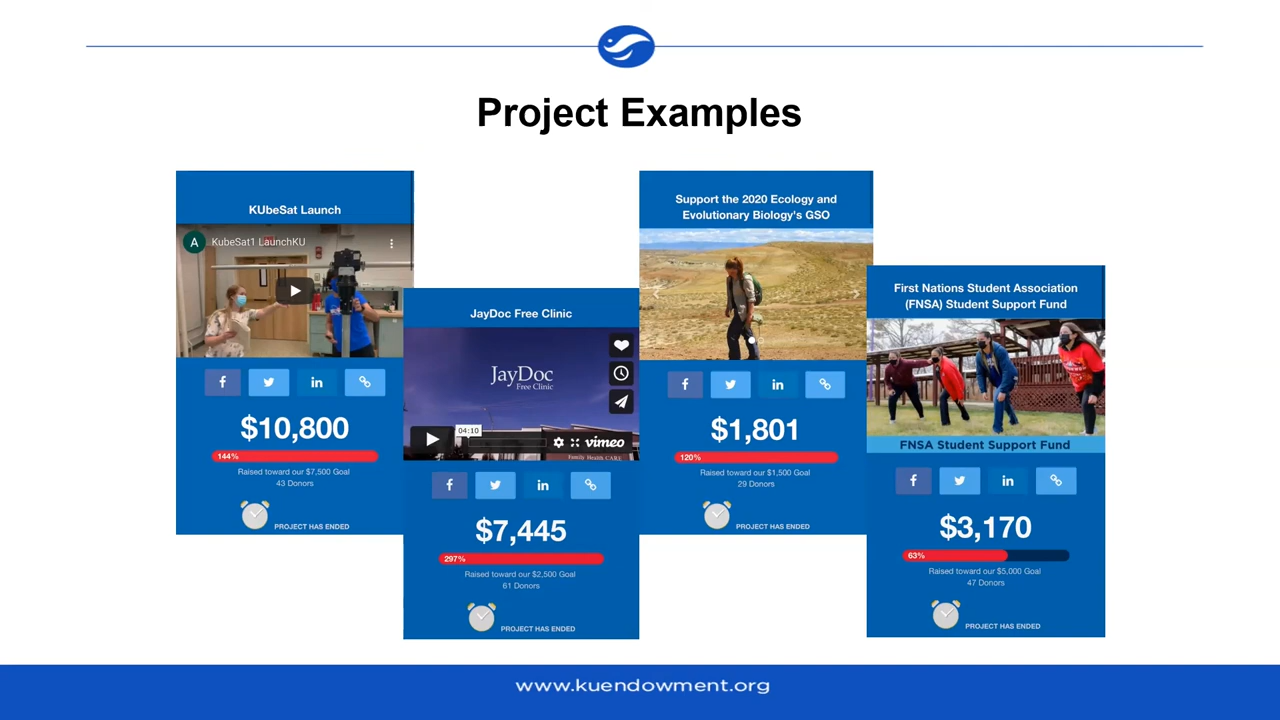 Project Examples
KUbeSat Launch
A
KubeSat1 LaunchKU
$10,800
144%
Raised toward our $7,500 Goal
43 Donors
PROJECT HAS ENDED
JayDoc Free Clinic
JayDoc
Free Clinic
04:10
vimeo
Family Health CARE
$7,445
297%
Raised toward our $2,500 Goal
61 Donors
PROJECT HAS ENDED
Support the 2020 Ecology and
Evolutionary Biology's GSO
$1,801
120%
Raised toward our $1,500 Goal
29 Donors
PROJECT HAS ENDED
First Nations Student Association
(FNSA) Student Support Fund
FNSA Student Support Fund
$3,170
63%
Raised toward our $5,000 Goal
47 Donors
PROJECT HAS ENDED
www.kuendowment.org